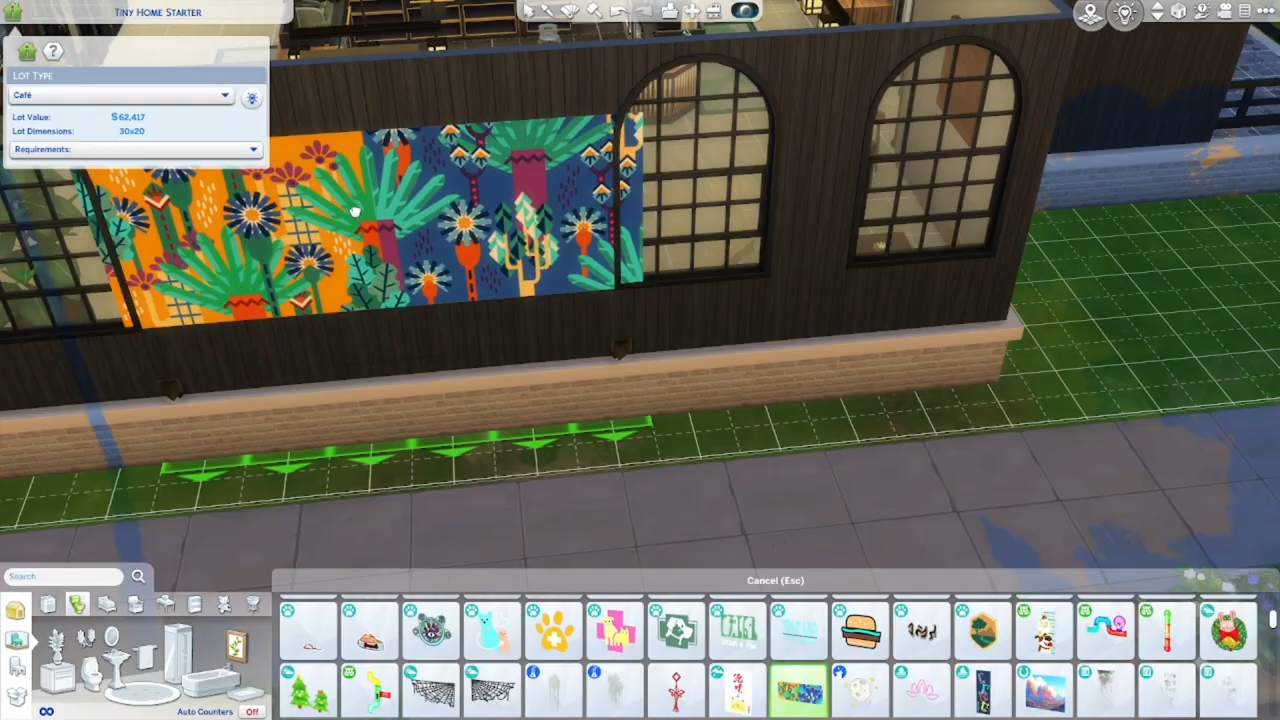 TINY HOME STARTER
?
LOT TYPE
Café
Lot Value: §62,417
Lot Dimensions: 30x20
Requirements:
Cancel (Esc)
Search
Auto Counters Off